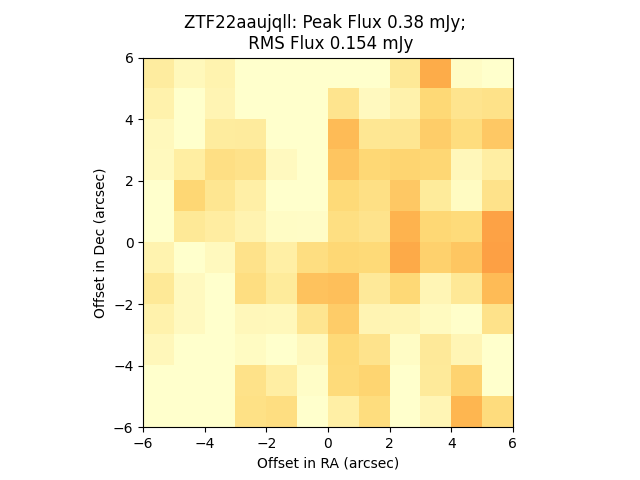 ZTF22aaujqll: Peak Flux 0.38 mJy;
RMS Flux 0.154 mJy
6
4
2
0
−2
−4
−6
Offset in Dec (arcsec)
−6 −4 −2 0 2 4 6
Offset in RA (arcsec)